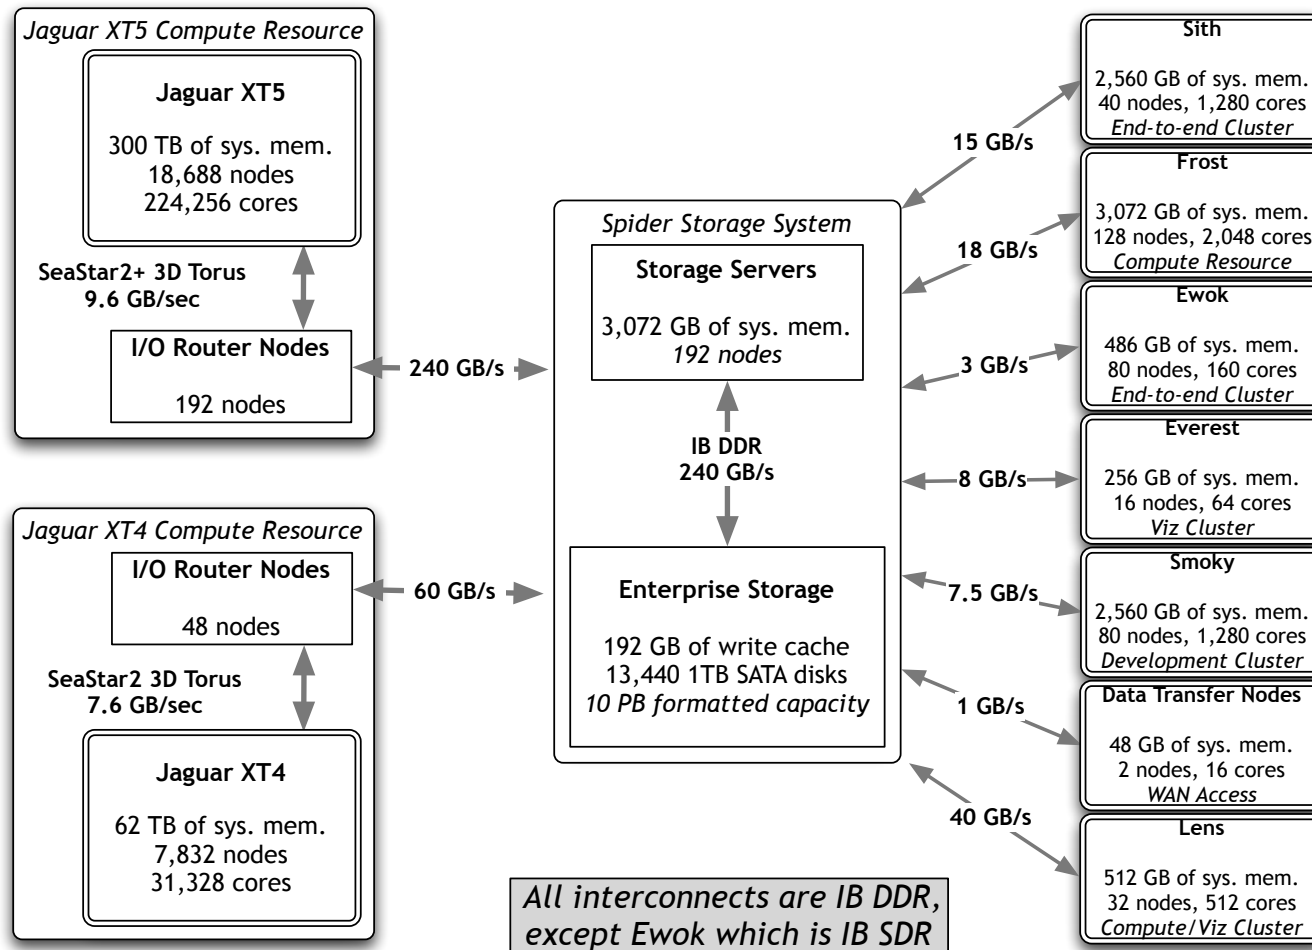 Jaguar XT5 Compute Resource
Jaguar XT5
300 TB of sys. mem.
18,688 nodes
224,256 cores
SeaStar2+ 3D Torus
9.6 GB/sec
I/O Router Nodes
192 nodes
240 GB/s
Jaguar XT4 Compute Resource
I/O Router Nodes
48 nodes
60 GB/s
SeaStar2 3D Torus
7.6 GB/sec
Jaguar XT4
62 TB of sys. mem.
7,832 nodes
31,328 cores
Spider Storage System
Storage Servers
3,072 GB of sys. mem.
192 nodes
IB DDR
240 GB/s
Enterprise Storage
192 GB of write cache
13,440 1TB SATA disks
10 PB formatted capacity
All interconnects are IB DDR,
except Ewok which is IB SDR
15 GB/s
Sith
2,560 GB of sys. mem.
40 nodes, 1,280 cores
End-to-end Cluster
18 GB/s
Frost
3,072 GB of sys. mem.
128 nodes, 2,048 cores
Compute Resource
3 GB/s
Ewok
486 GB of sys. mem.
80 nodes, 160 cores
End-to-end Cluster
8 GB/s
Everest
256 GB of sys. mem.
16 nodes, 64 cores
Viz Cluster
7.5 GB/s
Smoky
2,560 GB of sys. mem.
80 nodes, 1,280 cores
Development Cluster
1 GB/s
Data Transfer Nodes
48 GB of sys. mem.
2 nodes, 16 cores
WAN Access
40 GB/s
Lens
512 GB of sys. mem.
32 nodes, 512 cores
Compute/Viz Cluster